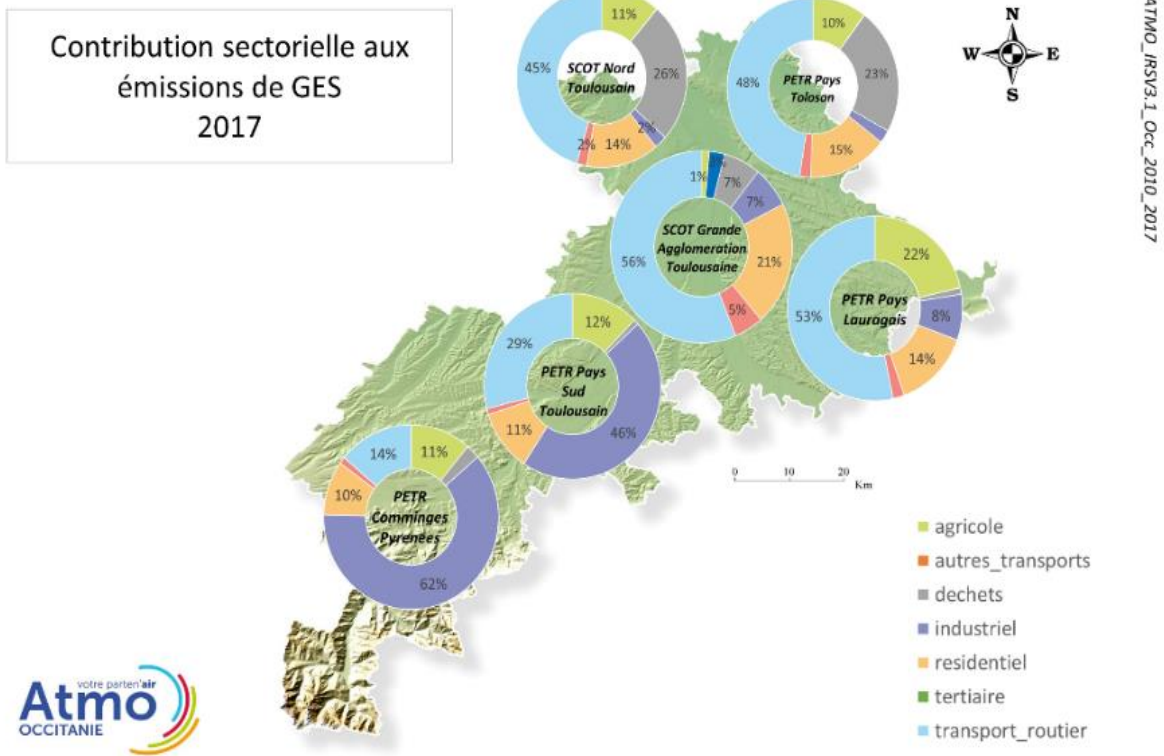 Contribution sectorielle aux
émissions de GES
2017
11%
45%
SCOT Nord
Toulousain
26%
2%
2%
14%
10%
48%
PETR Pays
Tolosan
23%
15%
N
W
E
S
ATMO_IRSV3.1_Occ_2010_2017
1%
7%
7%
SCOT Grande
Agglomeration
Toulousaine
56%
21%
5%
22%
53%
PETR Pays
Lauragais
8%
14%
12%
29%
PETR Pays
Sud
Toulousain
11%
46%
14%
11%
10%
PETR
Comminges
Pyrenees
62%
0 10 20
Km
agricole
autres_transports
dechets
industriel
residentiel
tertiaire
transport_routier
votre parten'air
Atmo
OCCITANIE